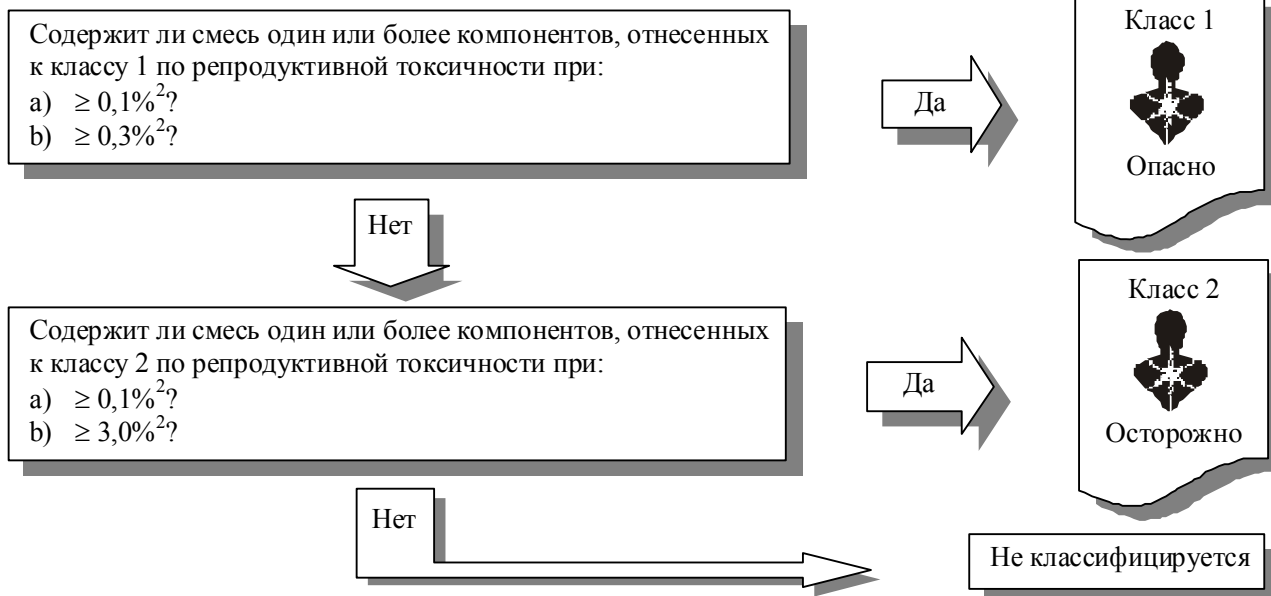 Содержит ли смесь один или более компонентов, отнесенных
к классу 1 по репродуктивной токсичности при:
a) ≥ 0,1%²?
b) ≥ 0,3%²?
Да
Класс 1
Опасно
Нет
Содержит ли смесь один или более компонентов, отнесенных
к классу 2 по репродуктивной токсичности при:
a) ≥ 0,1%²?
b) ≥ 3,0%²?
Да
Класс 2
Осторожно
Нет
Не классифицируется